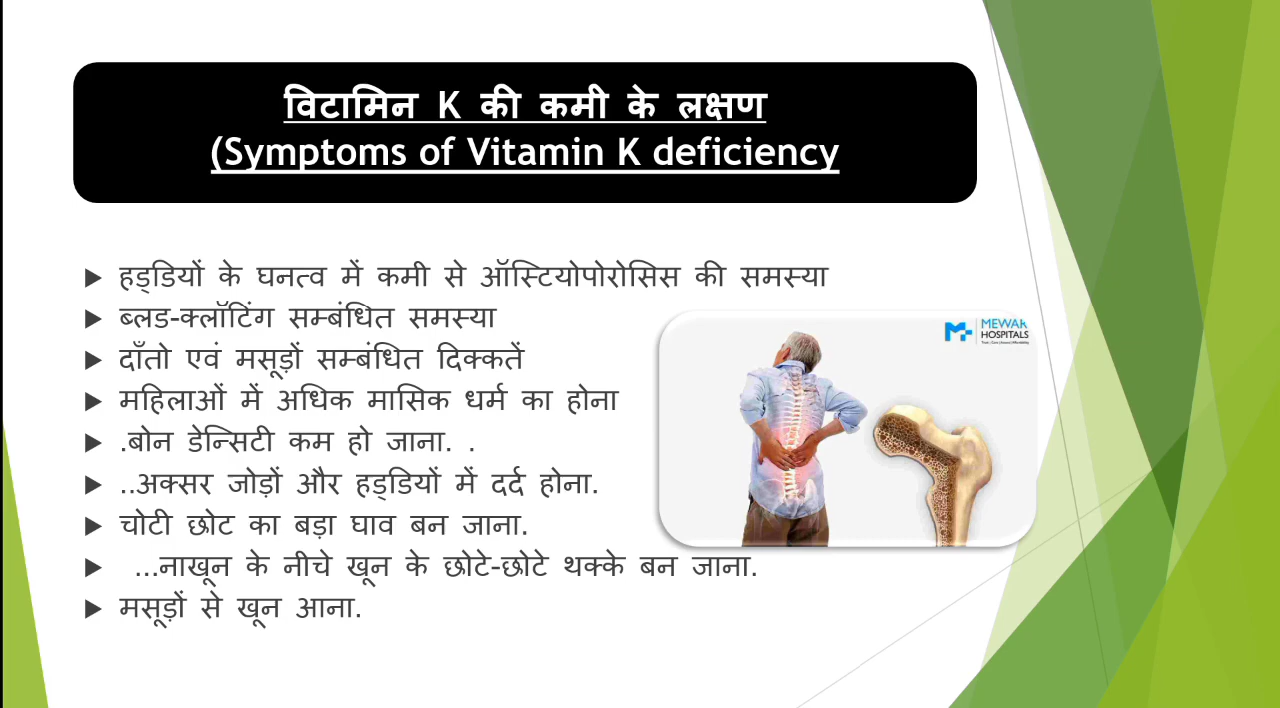 विटामिन K की कमी के लक्षण
(Symptoms of Vitamin K deficiency
हड्डियों के घनत्व में कमी से ऑस्टियोपोरोसिस की समस्या
ब्लड-क्लॉटिंग सम्बंधित समस्या
दाँतो एवं मसूड़ों सम्बंधित दिक्कतें
महिलाओं में अधिक मासिक धर्म का होना
.बोन डेन्सिटी कम हो जाना. .
..अक्सर जोड़ों और हड्डियों में दर्द होना.
चोटी छोट का बड़ा घाव बन जाना.
...नाखून के नीचे खून के छोटे-छोटे थक्के बन जाना.
मसूड़ों से खून आना.
MEWAR
HOSPITALS